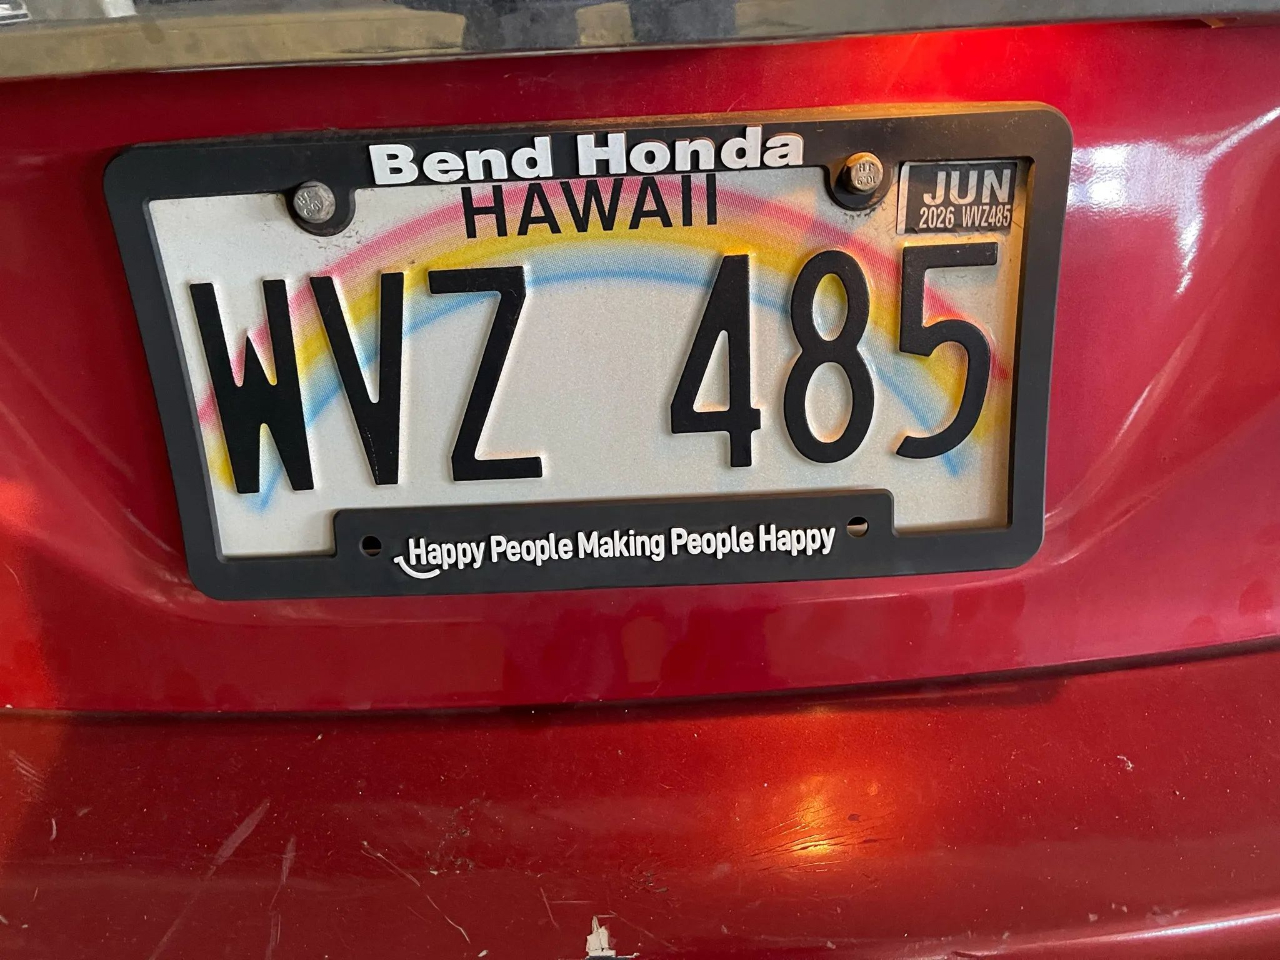 Bend Honda
HAWAII
JUN
2026 WVZ485
WVZ 485
Happy People Making People Happy